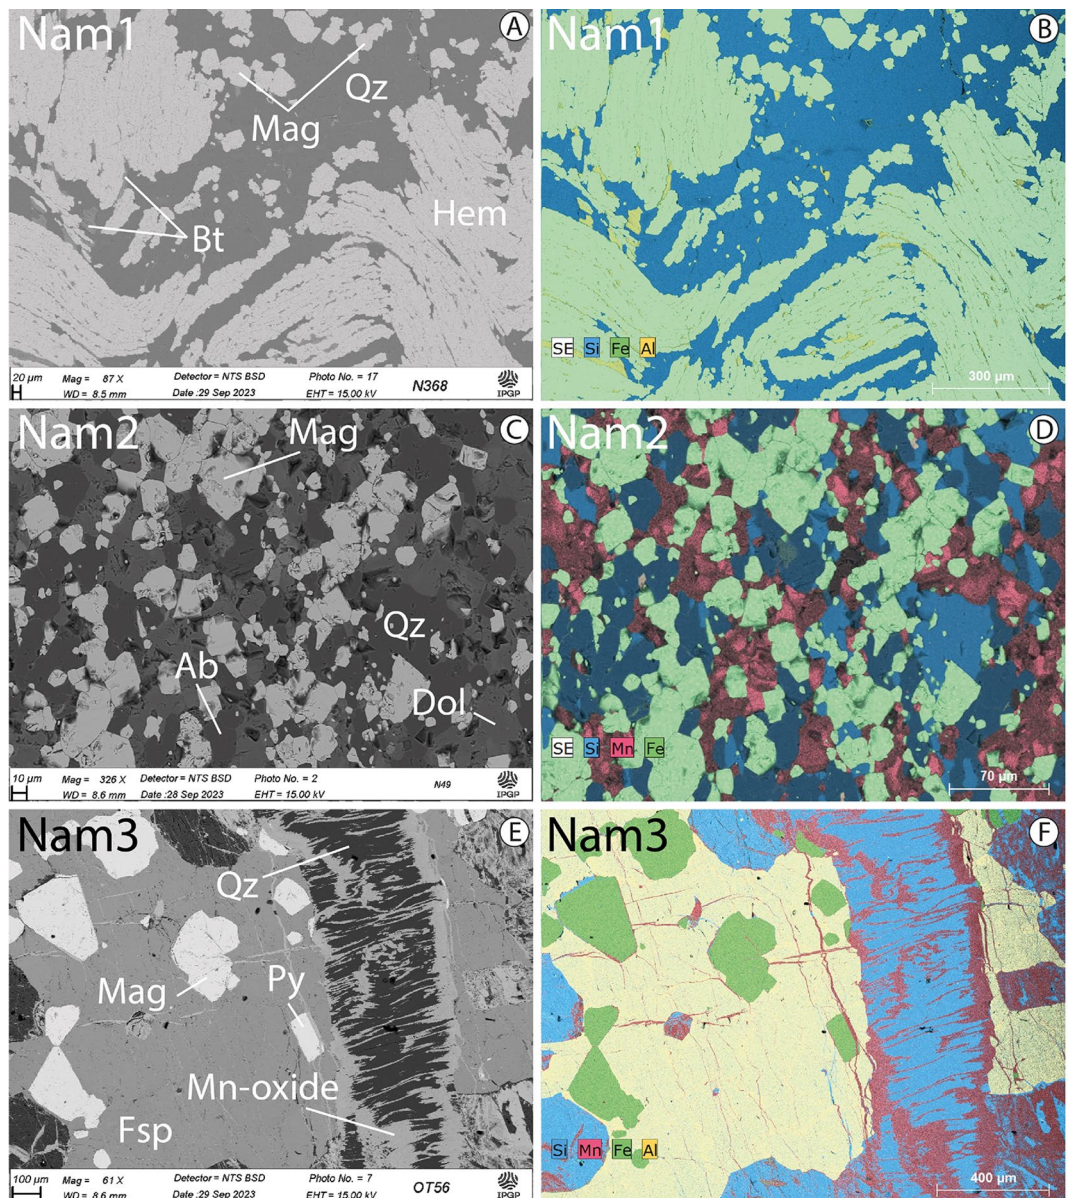 Nam1
A
Qz
Mag
Hem
Bt
20 µm
Mag = 87 X
Detector = NTS BSD
Photo No. = 17
N368
WD = 8.5 mm
Date :29 Sep 2023
EHT = 15.00 kV
IPGP
Nam1
B
SE Si Fe Al
300 µm
Nam2
C
Mag
Qz
Ab
Dol
10 µm
Mag = 326 X
Detector = NTS BSD
Photo No. = 2
N49
WD = 8.6 mm
Date :28 Sep 2023
EHT = 15.00 kV
IPGP
Nam2
D
SE Si Mn Fe
70 µm
Nam3
E
Qz
Mag
Py
Mn-oxide
Fsp
100 µm
Mag = 61 X
Detector = NTS BSD
Photo No. = 7
OT56
WD = 8.6 mm
Date :29 Sep 2023
EHT = 15.00 kV
IPGP
Nam3
F
Si Mn Fe Al
400 µm